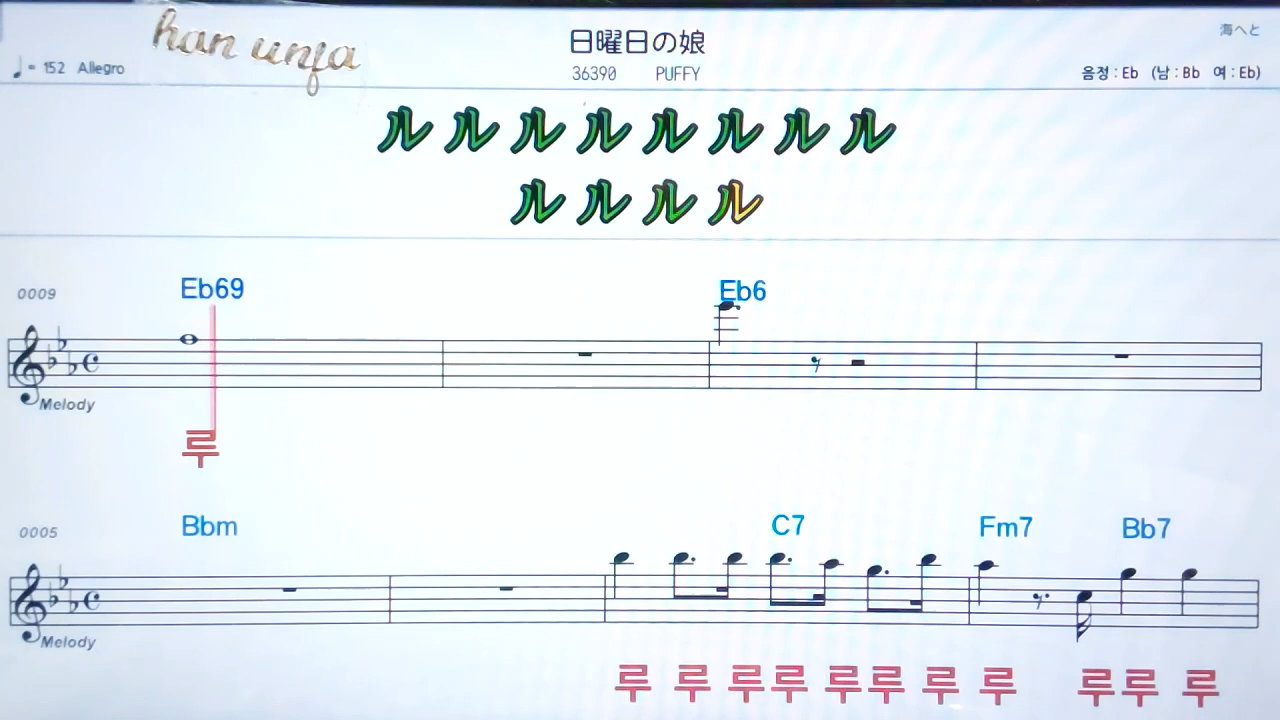 han unja
日曜日の娘
海へと
♩= 152 Allegro
36390 PUFFY
음정 : Eb (남 : Bb 여 : Eb)
ルルルルルルルル
ルルルル
0009 Eb69 Eb6
Melody
루
0005 Bbm C7 Fm7 Bb7
Melody
루 루 루 루 루 루 루 루 루 루 루